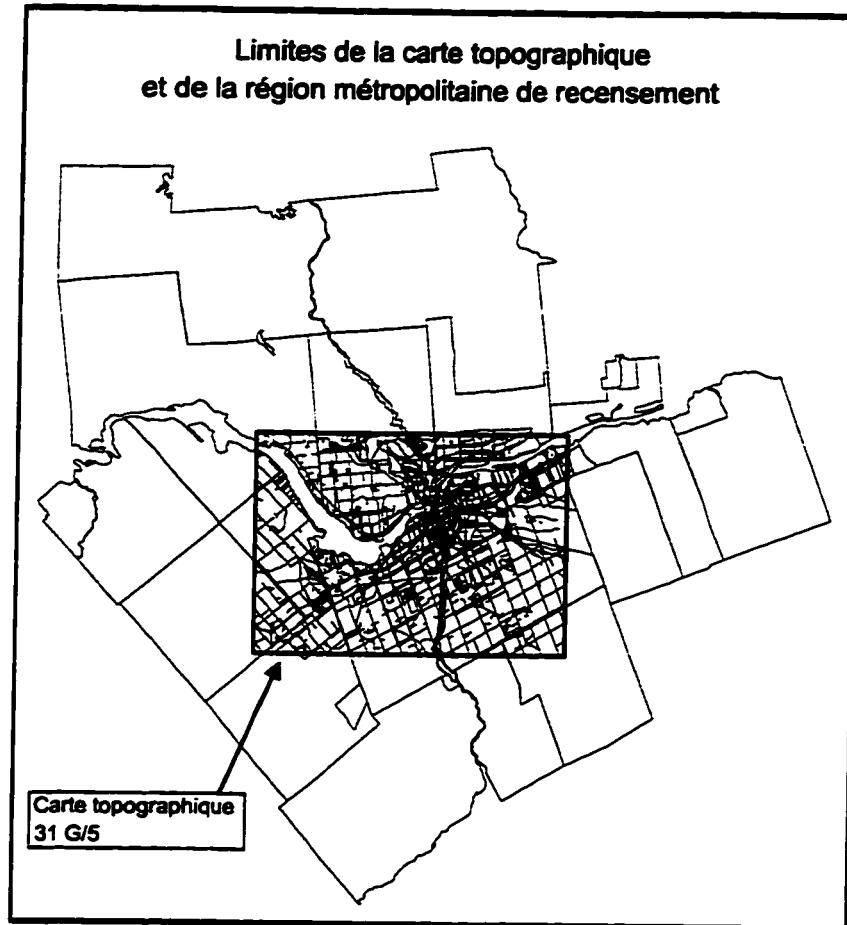 Limites de la carte topographique
et de la région métropolitaine de recensement
Carte topographique
31 G/5